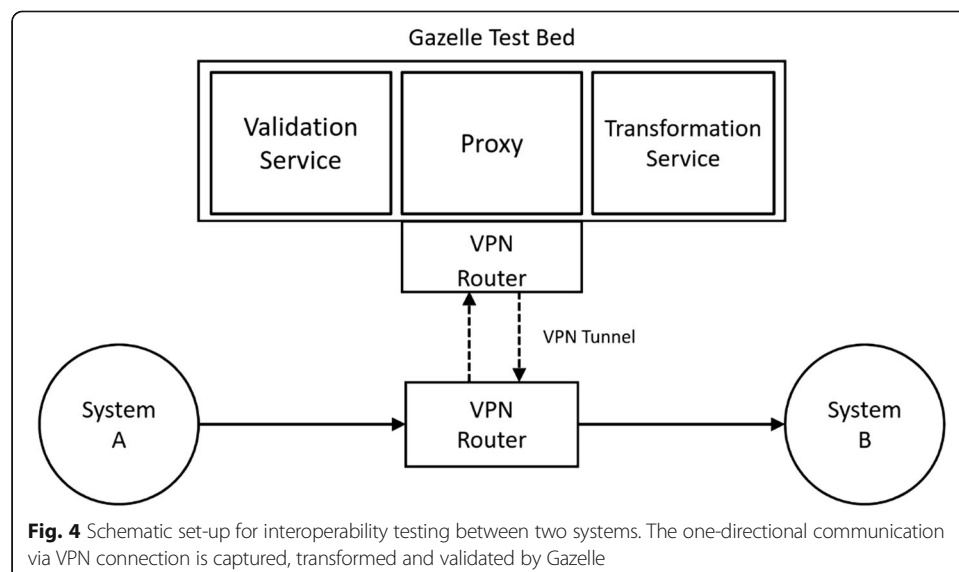 Gazelle Test Bed
Validation
Service
Proxy
Transformation
Service
VPN
Router
VPN Tunnel
System
A
VPN
Router
System
B
Fig. 4 Schematic set-up for interoperability testing between two systems. The one-directional communication
via VPN connection is captured, transformed and validated by Gazelle